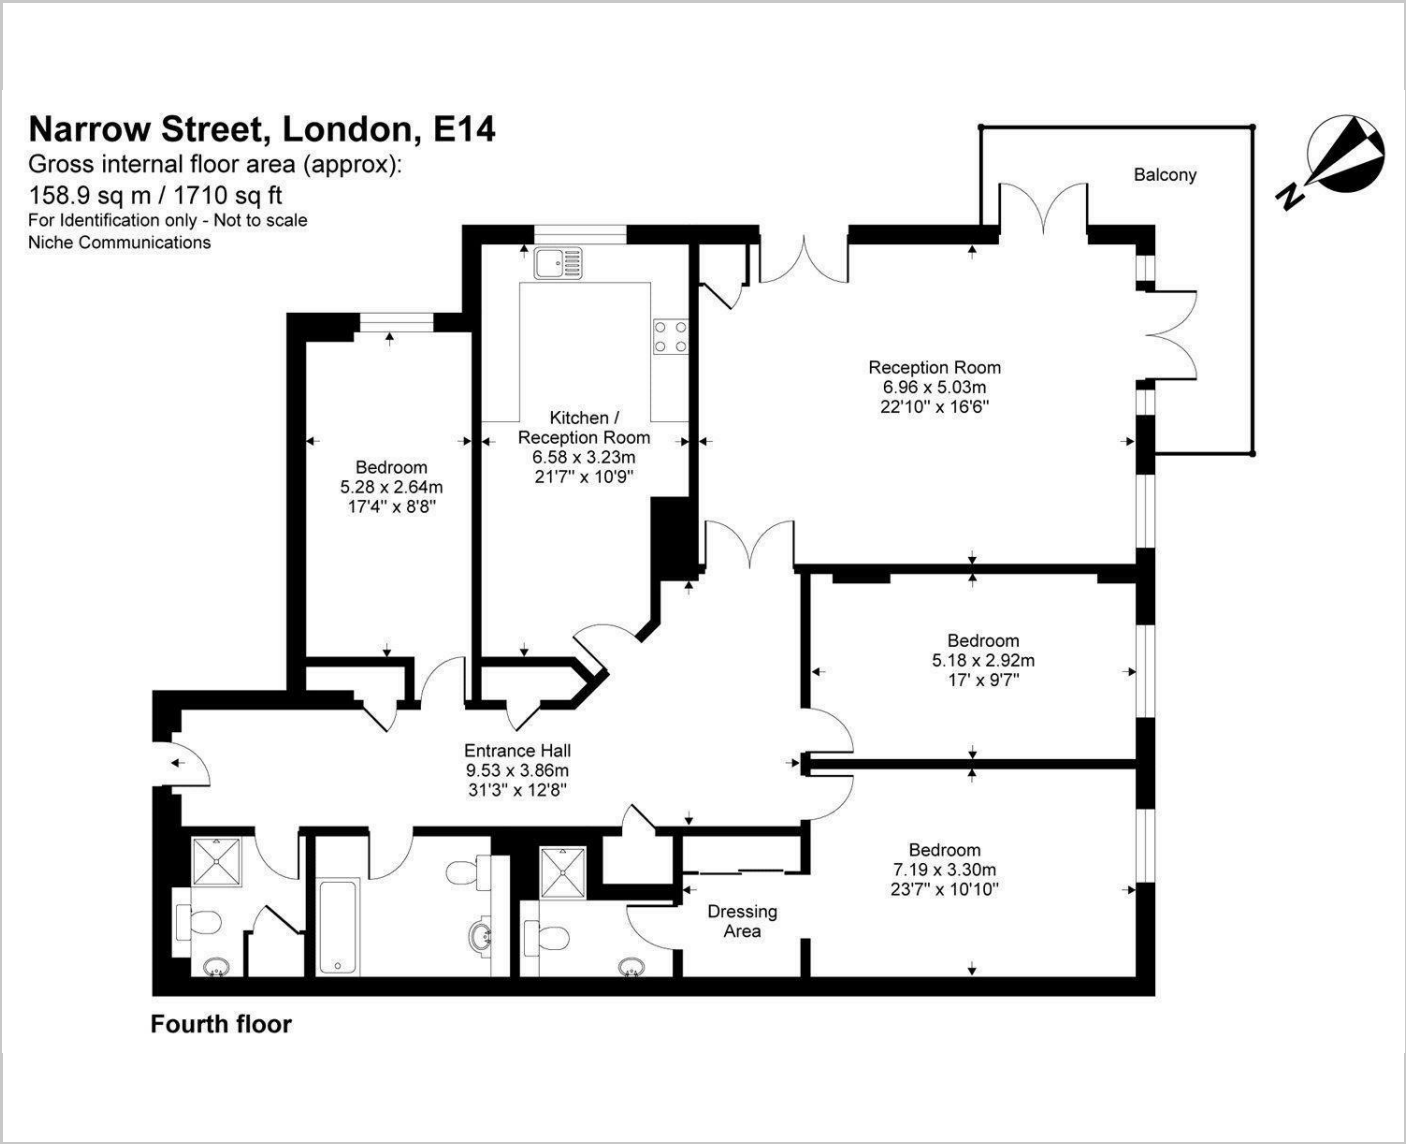 Narrow Street, London, E14
Gross internal floor area (approx):
158.9 sq m / 1710 sq ft
For Identification only - Not to scale
Niche Communications
N
Balcony
Reception Room
6.96 x 5.03m
22'10" x 16'6"
Kitchen /
Reception Room
6.58 x 3.23m
21'7" x 10'9"
Bedroom
5.28 x 2.64m
17'4" x 8'8"
Bedroom
5.18 x 2.92m
17' x 9'7"
Entrance Hall
9.53 x 3.86m
31'3" x 12'8"
Bedroom
7.19 x 3.30m
23'7" x 10'10"
Dressing
Area
Fourth floor